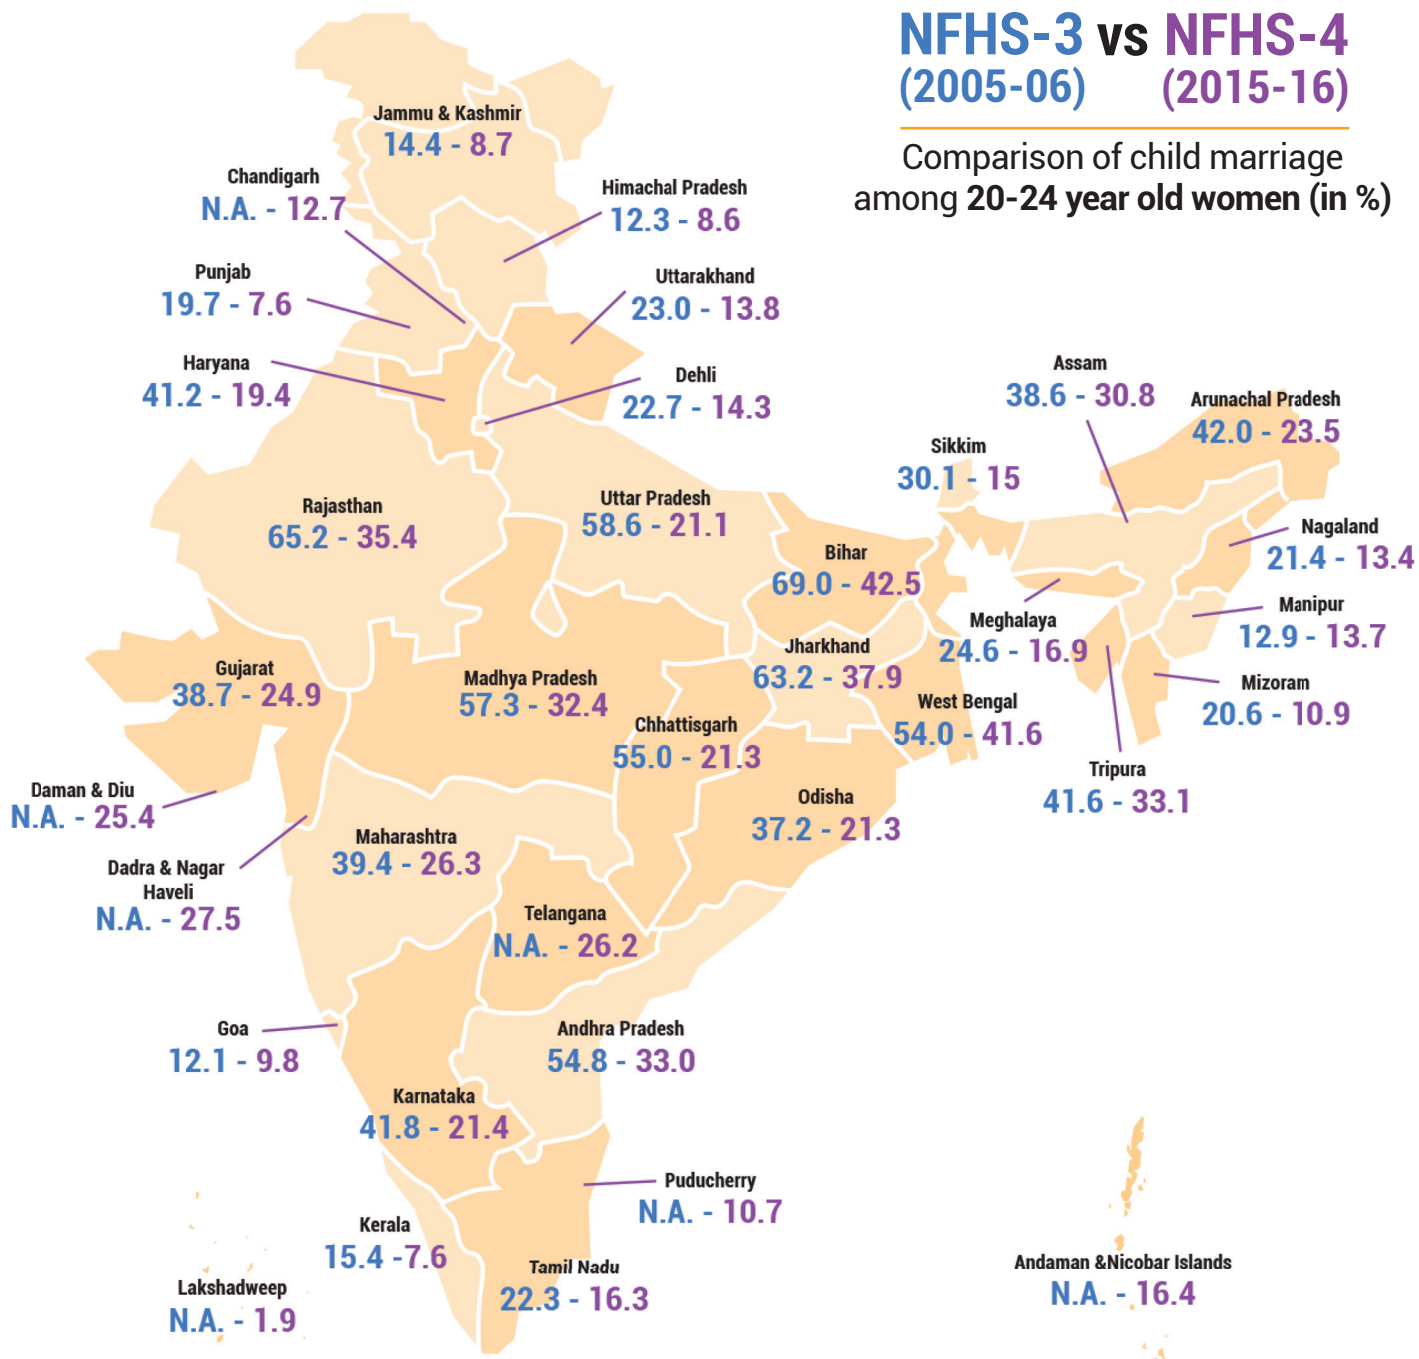 NFHS-3 vs NFHS-4
(2005-06) (2015-16)
Comparison of child marriage
among 20-24 year old women (in %)
Jammu & Kashmir
14.4 - 8.7
Chandigarh
N.A. - 12.7
Himachal Pradesh
12.3 - 8.6
Punjab
19.7 - 7.6
Uttarakhand
23.0 - 13.8
Haryana
41.2 - 19.4
Dehli
22.7 - 14.3
Assam
38.6 - 30.8
Arunachal Pradesh
42.0 - 23.5
Sikkim
30.1 - 15
Rajasthan
65.2 - 35.4
Uttar Pradesh
58.6 - 21.1
Nagaland
21.4 - 13.4
Bihar
69.0 - 42.5
Manipur
12.9 - 13.7
Meghalaya
24.6 - 16.9
Jharkhand
63.2 - 37.9
Gujarat
38.7 - 24.9
Madhya Pradesh
57.3 - 32.4
Mizoram
20.6 - 10.9
West Bengal
54.0 - 41.6
Chhattisgarh
55.0 - 21.3
Tripura
41.6 - 33.1
Daman & Diu
N.A. - 25.4
Odisha
37.2 - 21.3
Maharashtra
39.4 - 26.3
Dadra & Nagar
Haveli
N.A. - 27.5
Telangana
N.A. - 26.2
Goa
12.1 - 9.8
Andhra Pradesh
54.8 - 33.0
Karnataka
41.8 - 21.4
Puducherry
N.A. - 10.7
Kerala
15.4 -7.6
Tamil Nadu
22.3 - 16.3
Lakshadweep
N.A. - 1.9
Andaman &Nicobar Islands
N.A. - 16.4